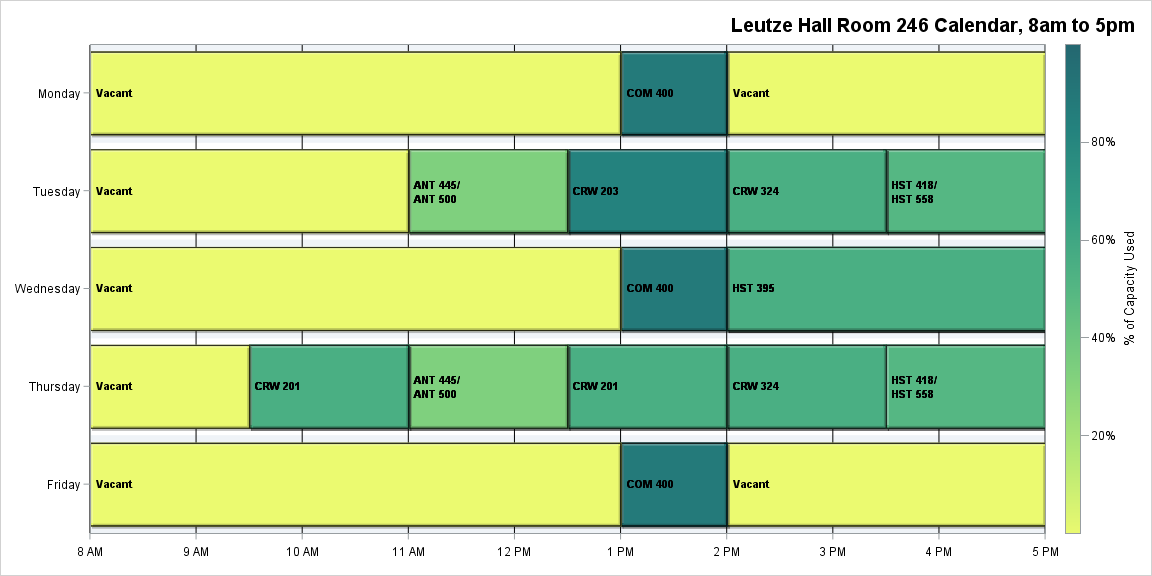 Leutze Hall Room 246 Calendar, 8am to 5pm
Monday
Vacant
COM 400
Vacant
Tuesday
Vacant
ANT 445/
ANT 500
CRW 203
CRW 324
HST 418/
HST 558
Wednesday
Vacant
COM 400
HST 395
Thursday
Vacant
CRW 201
ANT 445/
ANT 500
CRW 201
CRW 324
HST 418/
HST 558
Friday
Vacant
COM 400
Vacant
8 AM
9 AM
10 AM
11 AM
12 PM
1 PM
2 PM
3 PM
4 PM
5 PM
80%
60%
40%
20%
% of Capacity Used